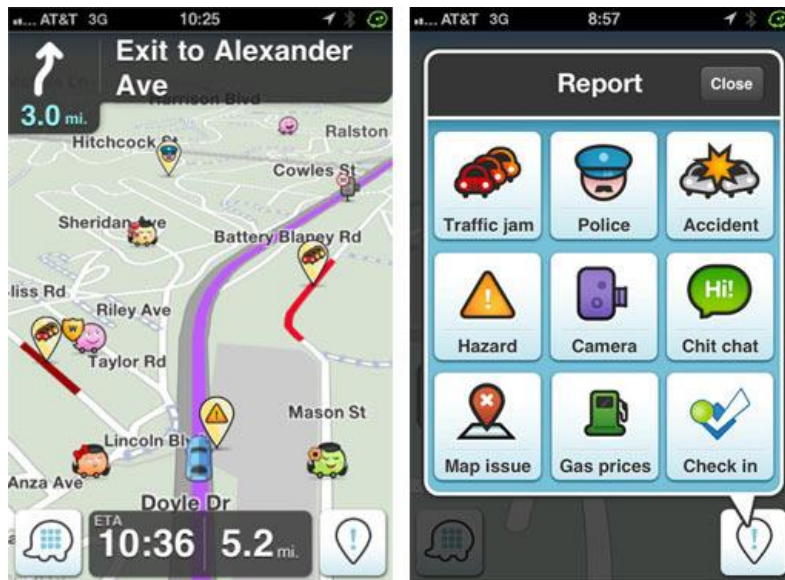 AT&T 3G 10:25
Exit to Alexander
Ave
3.0 mi.
Harrison Blvd
Hitchcock St
Ralston
Cowles St
Sheridan Ave
Battery Blaney Rd
liss Rd
Riley Ave
Taylor Rd
Mason St
Lincoln Blv
Anza Ave
Doyle Dr
ETA
10:36 5.2 mi.
AT&T 3G 8:57
Report
Close
Traffic jam
Police
Accident
Hazard
Camera
Hi!
Chit chat
Map issue
Gas prices
Check in